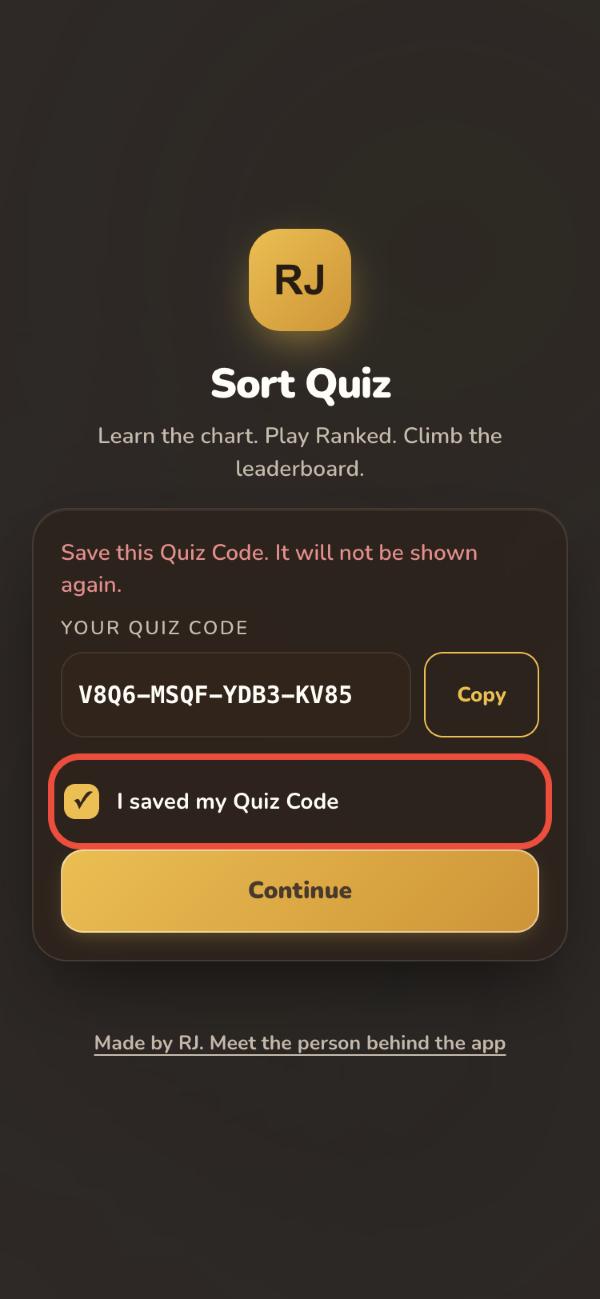 RJ
Sort Quiz
Learn the chart. Play Ranked. Climb the
leaderboard.
Save this Quiz Code. It will not be shown
again.
YOUR QUIZ CODE
V8Q6-MSQF-YDB3-KV85
Copy
I saved my Quiz Code
Continue
Made by RJ. Meet the person behind the app